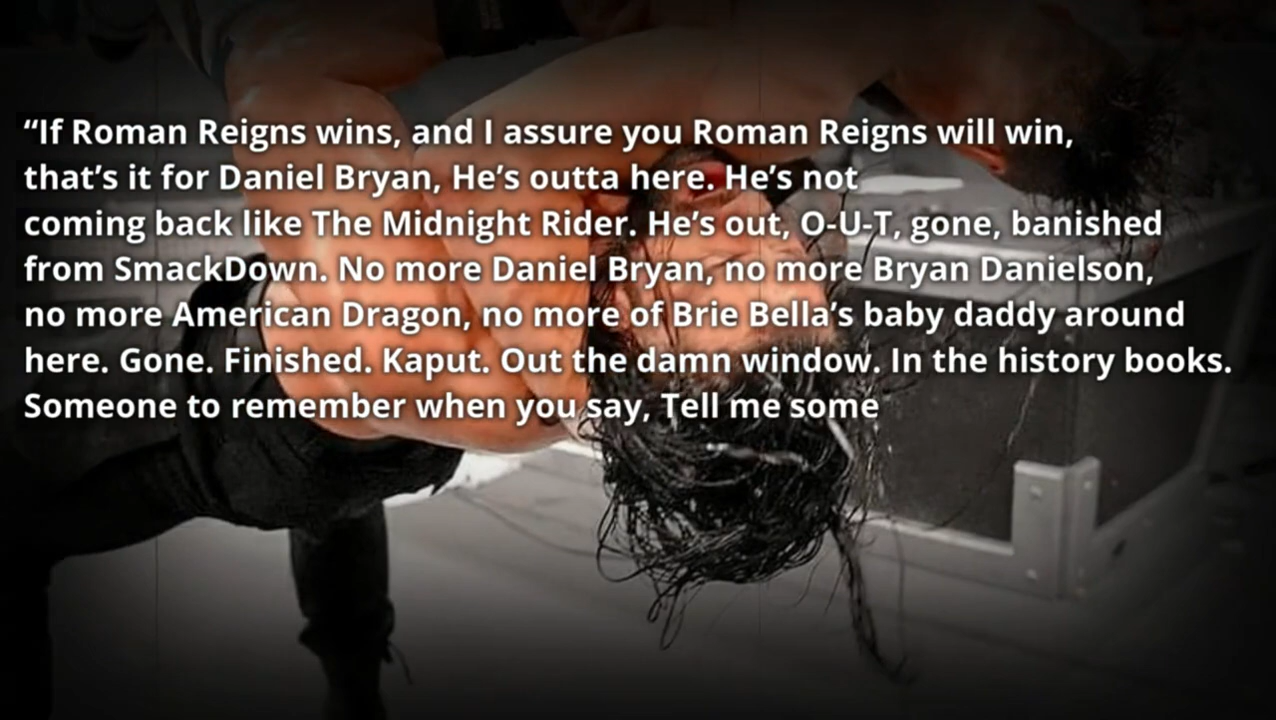 “If Roman Reigns wins, and I assure you Roman Reigns will win,
that’s it for Daniel Bryan, He’s outta here. He’s not
coming back like The Midnight Rider. He’s out, O-U-T, gone, banished
from SmackDown. No more Daniel Bryan, no more Bryan Danielson,
no more American Dragon, no more of Brie Bella’s baby daddy around
here. Gone. Finished. Kaput. Out the damn window. In the history books.
Someone to remember when you say, Tell me some